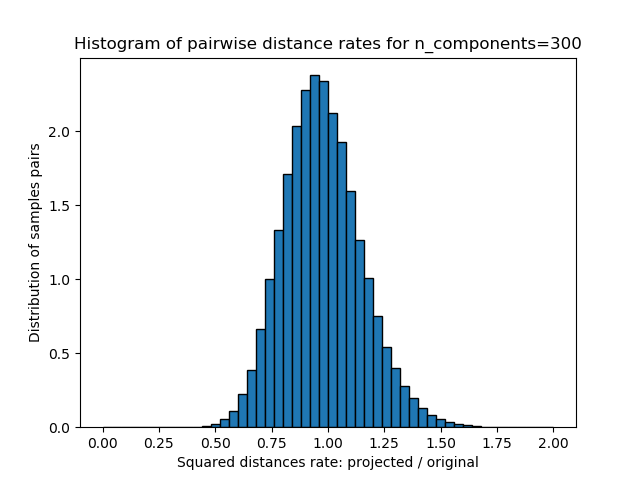 Histogram of pairwise distance rates for n_components=300
Distribution of samples pairs
2.0
1.5
1.0
0.5
0.0
0.00 0.25 0.50 0.75 1.00 1.25 1.50 1.75 2.00
Squared distances rate: projected / original